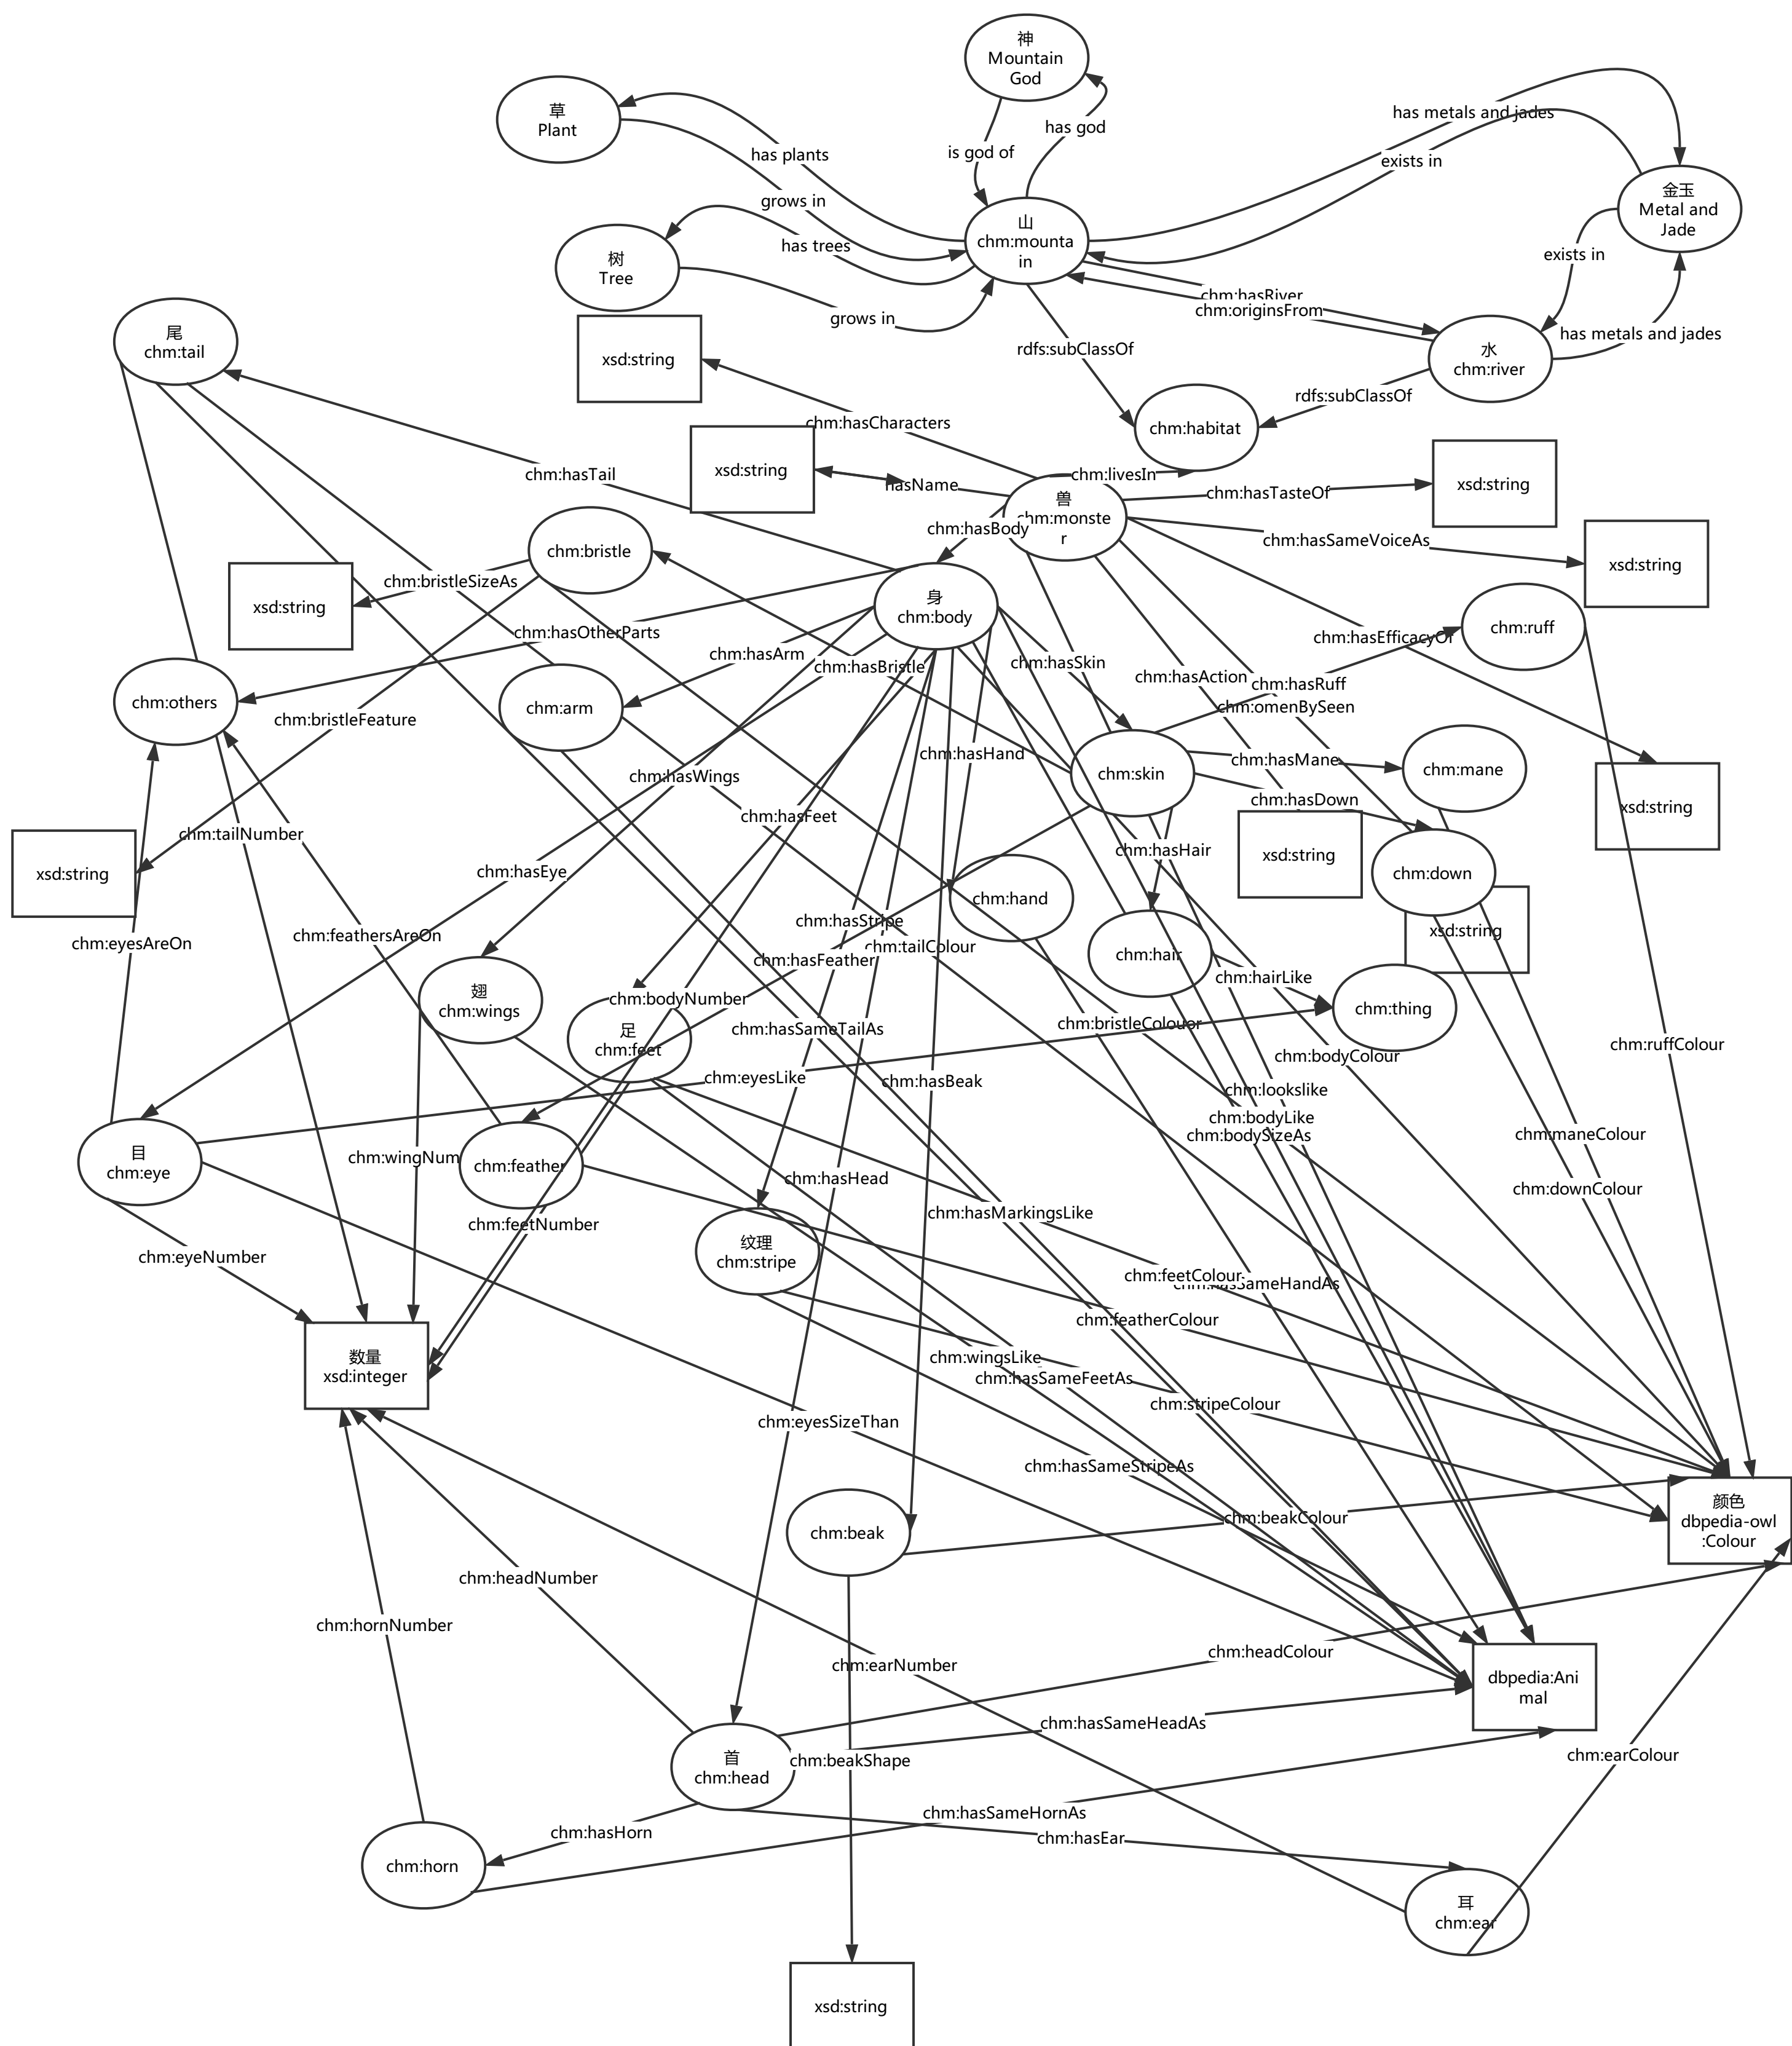 神
Mountain
God
草
Plant
has metals and jades
has god
has plants
is god of
exists in
金玉
Metal and
Jade
grows in
山
chm:mounta
in
has trees
树
Tree
exists in
chm:hasRiver
chm:originsFrom
grows in
尾
chm:tail
has metals and jades
水
chm:river
rdfs:subClassOf
xsd:string
rdfs:subClassOf
chm:hasCharacters
chm:habitat
xsd:string
chm:hasTail
chm:livesIn
hasName
chm:hasTasteOf
xsd:string
兽
chm:monste
r
chm:hasBody
chm:hasSameVoiceAs
chm:bristle
xsd:string
chm:bristleSizeAs
xsd:string
身
chm:body
chm:hasOtherParts
chm:ruff
chm:hasEfficacyOf
chm:hasArm
chm:hasBristle
chm:hasSkin
chm:hasAction
chm:hasRuff
chm:omenBySeen
chm:others
chm:arm
chm:bristleFeature
chm:hasHand
chm:hasMane
chm:mane
chm:skin
chm:hasWings
chm:hasDown
xsd:string
chm:hasFeet
chm:tailNumber
chm:hasHair
xsd:string
xsd:string
chm:hasEye
chm:down
chm:hand
chm:hasStripe
xsd:string
chm:eyesAreOn
chm:feathersAreOn
chm:tailColour
chm:hasFeather
chm:hair
chm:hairLike
翅
chm:wings
chm:bodyNumber
chm:thing
足
chm:feet
chm:hasSameTailAs
chm:bristleColouor
chm:ruffColour
chm:bodyColour
chm:eyesLike
chm:hasBeak
chm:lookslike
chm:bodyLike
chm:bodySizeAs
chm:maneColour
目
chm:eye
chm:wingNum
chm:feather
chm:hasHead
chm:downColour
chm:hasMarkingsLike
chm:feetNumber
chm:eyeNumber
纹理
chm:stripe
chm:feetColour
chm:hasSameHandAs
chm:featherColour
数量
xsd:integer
chm:wingsLike
chm:hasSameFeetAs
chm:stripeColour
chm:eyesSizeThan
chm:hasSameStripeAs
颜色
dbpedia-owl
:Colour
chm:beak
chm:beakColour
chm:headNumber
chm:hornNumber
chm:headColour
chm:earNumber
dbpedia:Ani
mal
chm:hasSameHeadAs
首
chm:head
chm:beakShape
chm:earColour
chm:hasSameHornAs
chm:hasHorn
chm:hasEar
chm:horn
耳
chm:ear
xsd:string